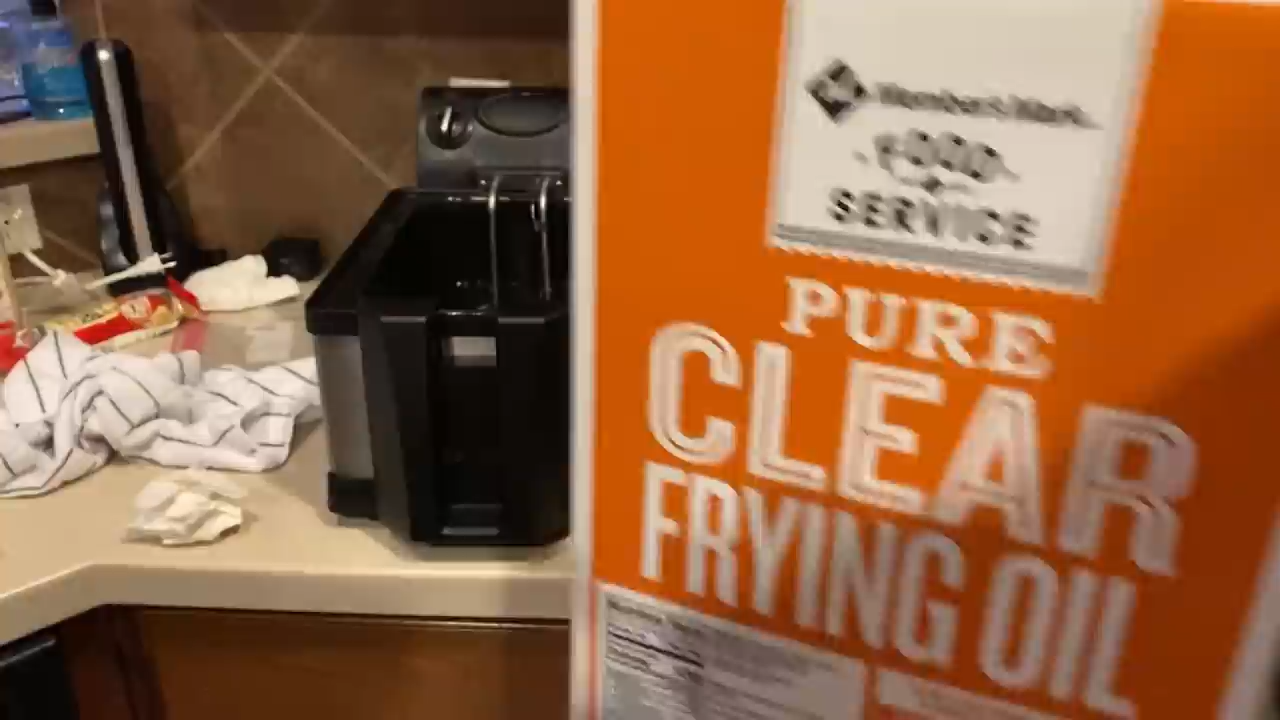 Member's Mark
FOOD
SERVICE
PURE
CLEAR
FRYING OIL